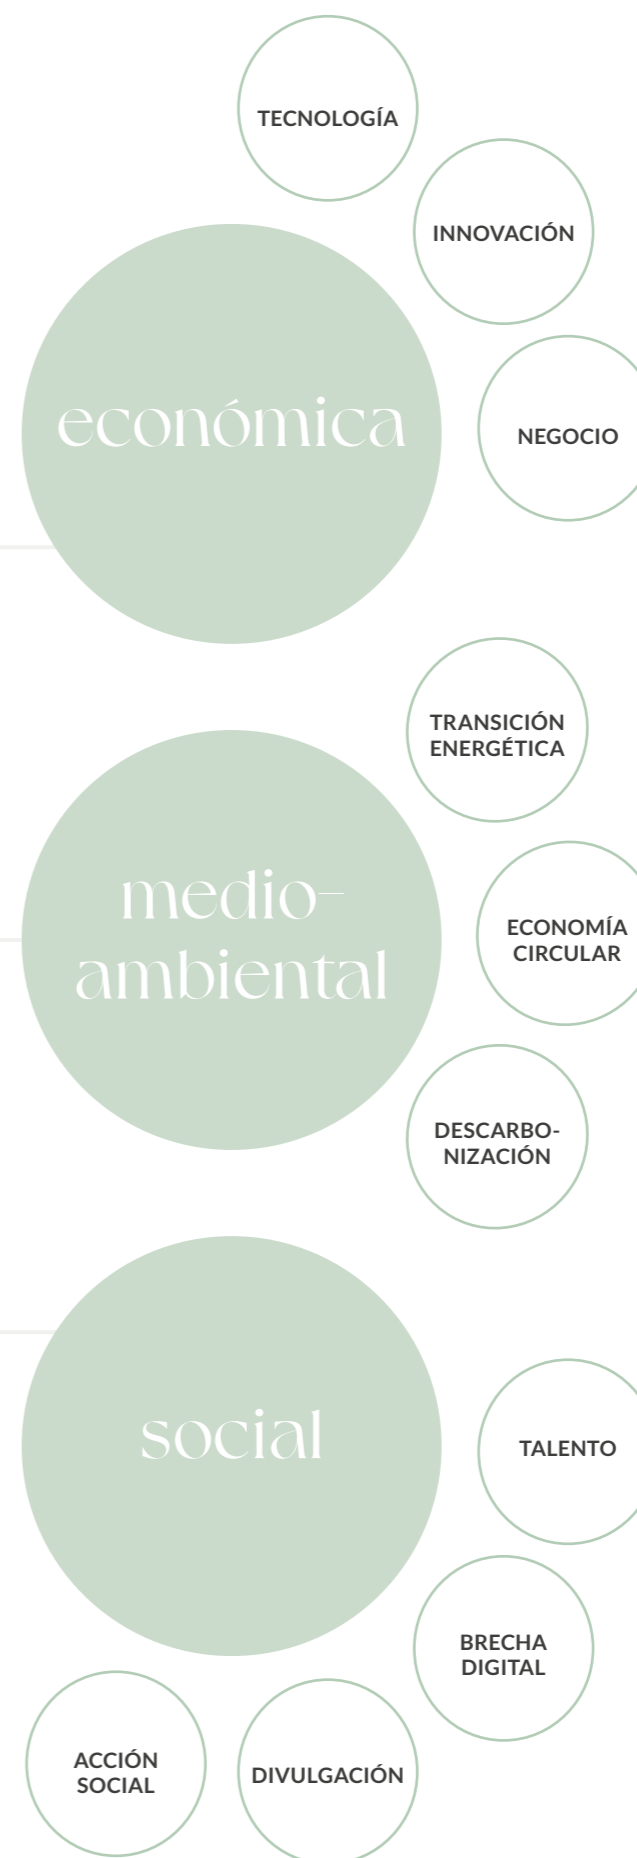 TECNOLOGÍA
INNOVACIÓN
económica
NEGOCIO
TRANSICIÓN
ENERGÉTICA
medio-
ambiental
ECONOMÍA
CIRCULAR
DESCARBO-
NIZACIÓN
social
TALENTO
BRECHA
DIGITAL
ACCIÓN
SOCIAL
DIVULGACIÓN